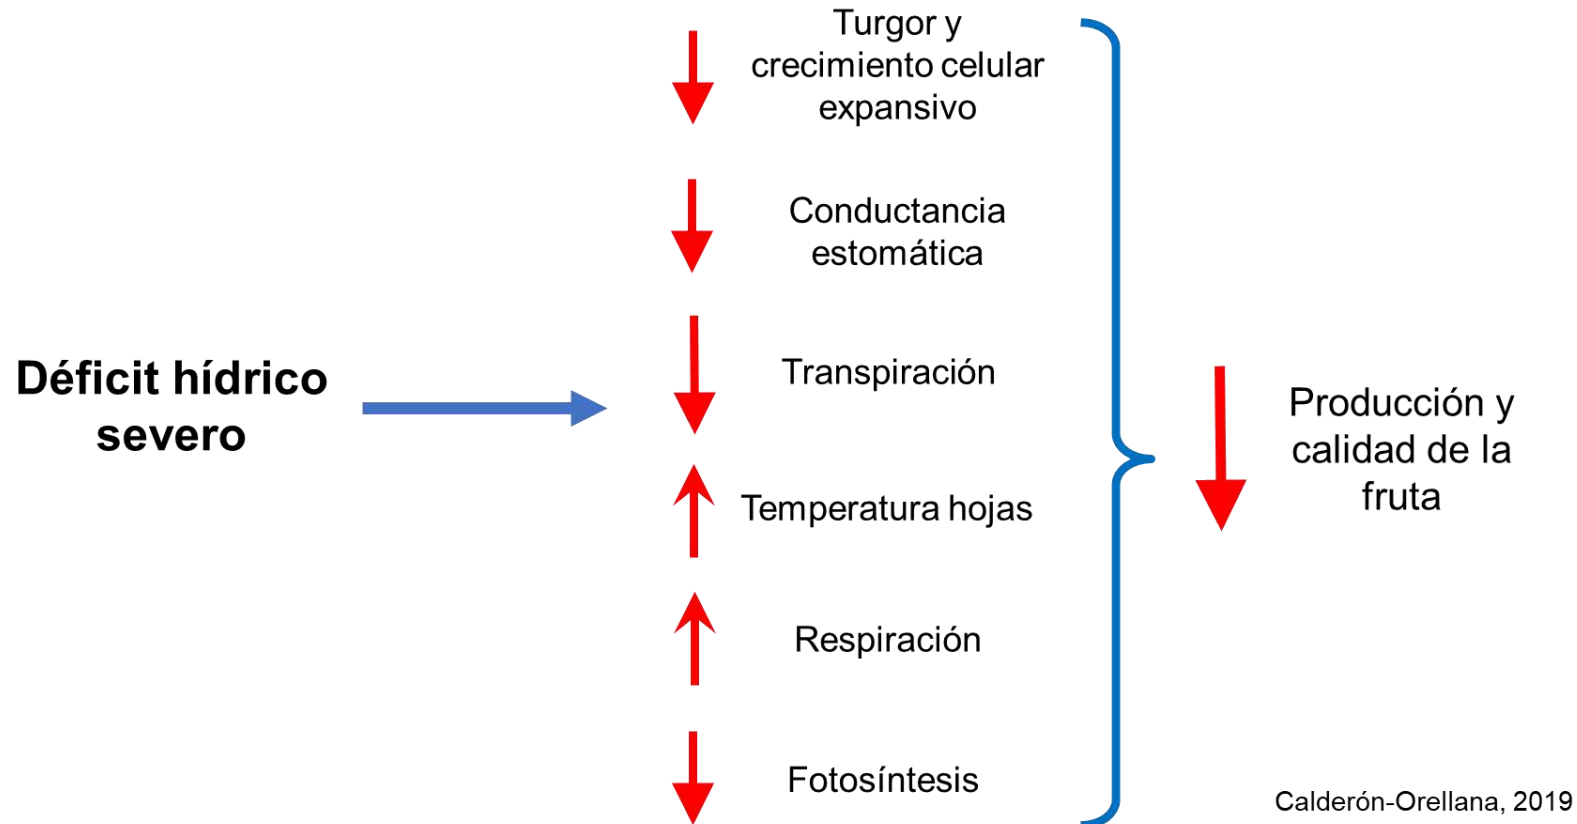 Déficit hídrico
severo
Turgor y
crecimiento celular
expansivo
Conductancia
estomática
Transpiración
Temperatura hojas
Respiración
Fotosíntesis
Producción y
calidad de la
fruta
Calderón-Orellana, 2019